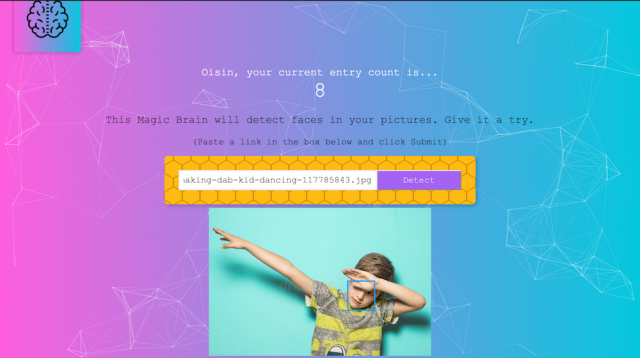 Oisin, your current entry count is...
8
This Magic Brain will detect faces in your pictures. Give it a try.
(Paste a link in the box below and click Submit)
aking-dab-kid-dancing-117785843.jpg
Detect